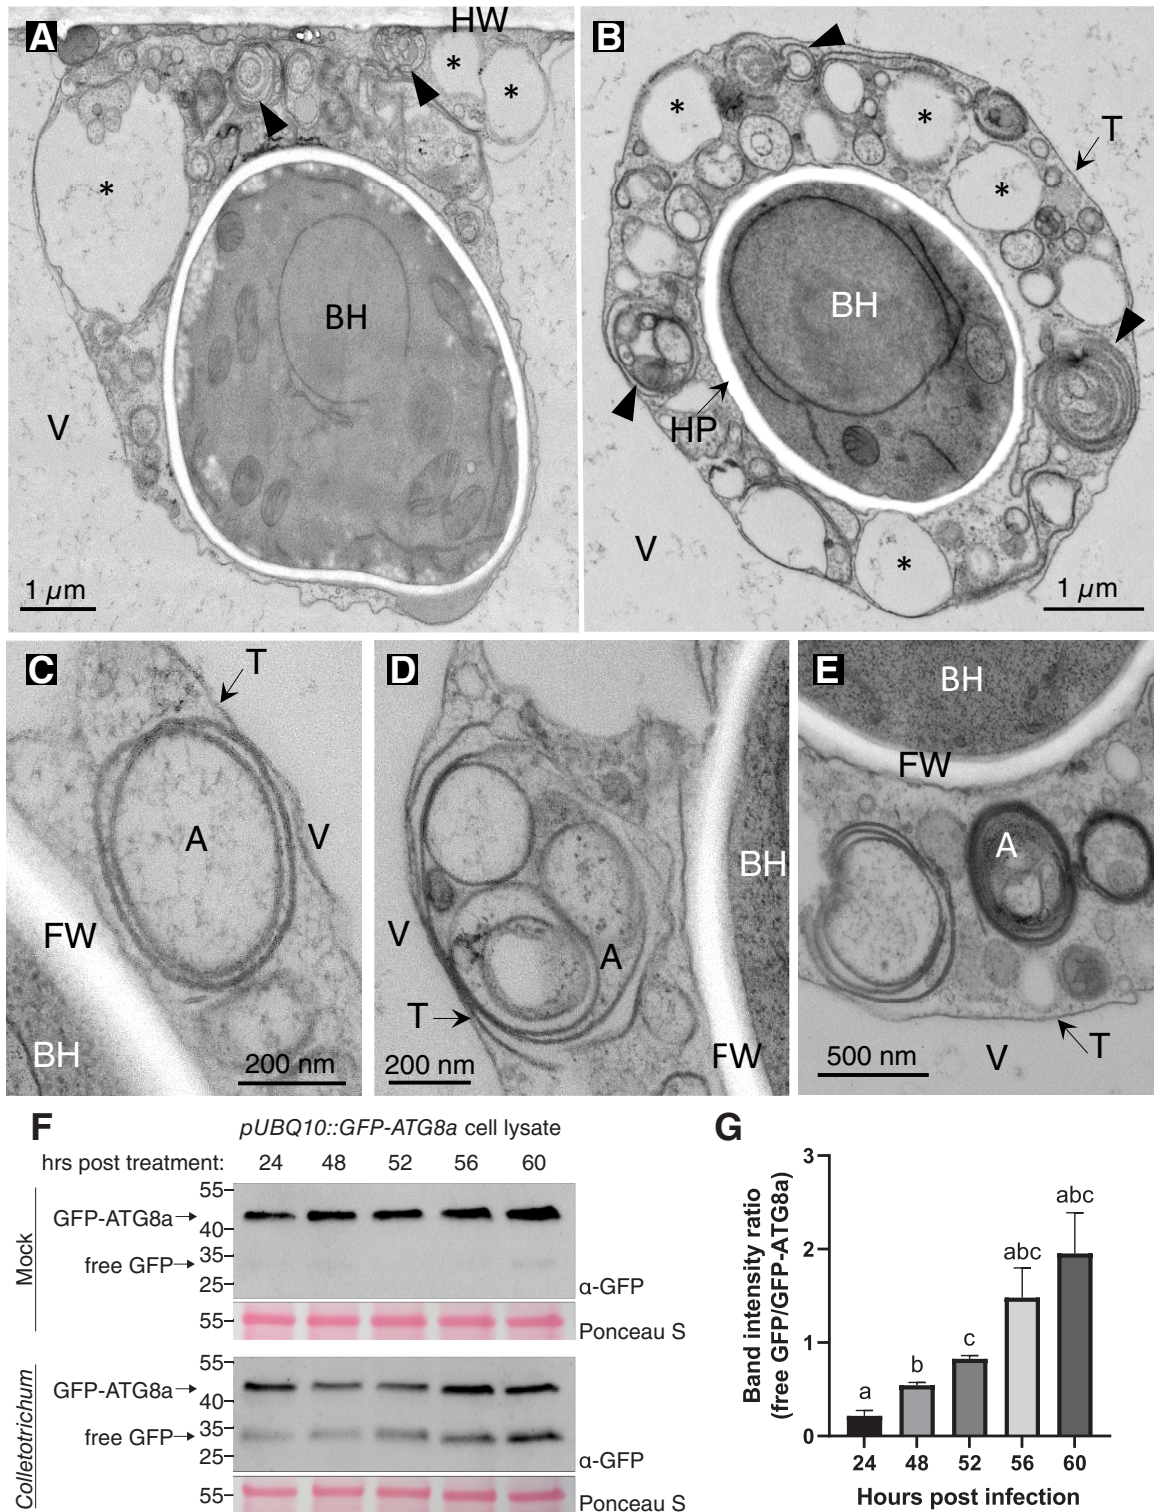 A
HW
*
*
*
BH
V
1 µm
B
*
*
*
T
BH
HP
V
*
1 µm
C
T
A
V
FW
BH
200 nm
D
BH
V
A
T
FW
200 nm
E
BH
FW
A
V
T
500 nm
F
pUBQ10::GFP-ATG8a cell lysate
hrs post treatment: 24 48 52 56 60
Mock
55
GFP-ATG8a
40
35
free GFP
25
α-GFP
55
Ponceau S
Colletotrichum
55
GFP-ATG8a
40
35
free GFP
25
α-GFP
55
Ponceau S
G
Band intensity ratio
(free GFP/GFP-ATG8a)
3
2
1
0
a
b
c
abc
abc
24 48 52 56 60
Hours post infection